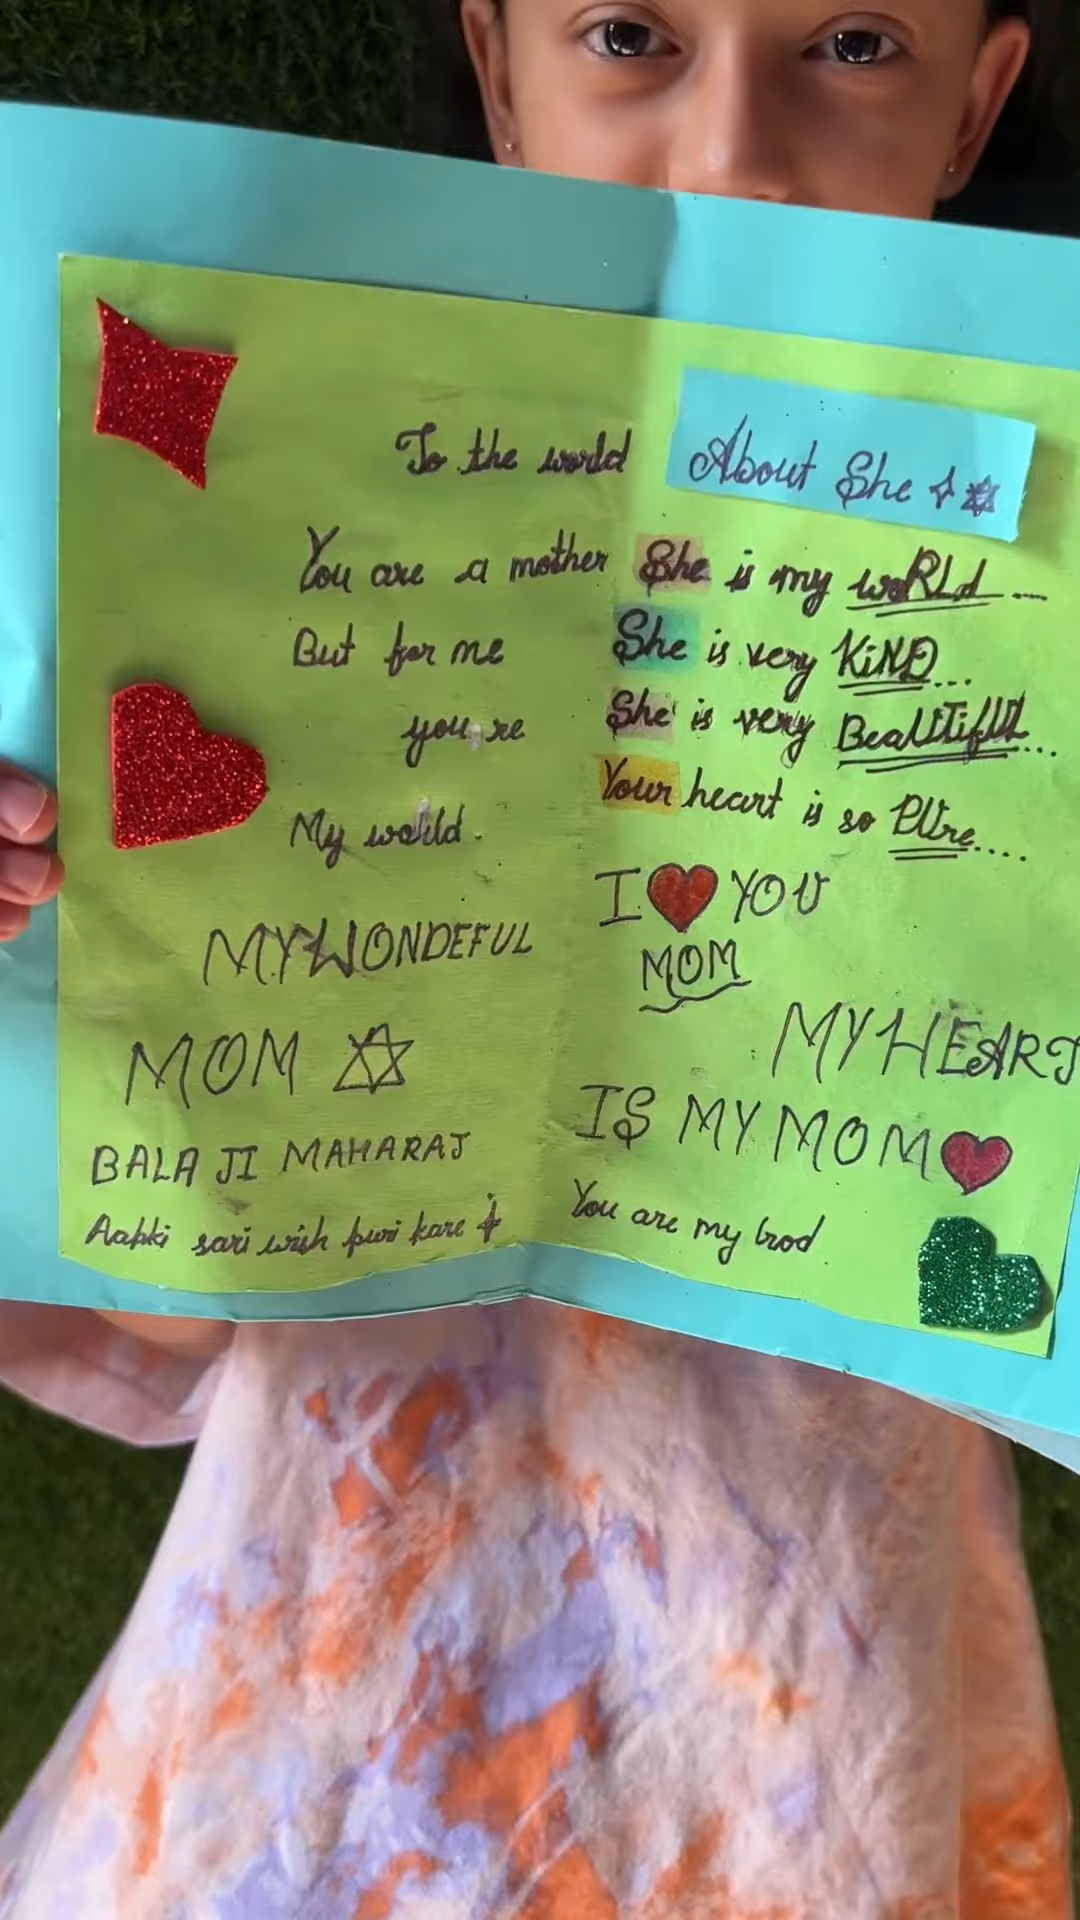 To the world
You are a mother
But for me
you,re
My world.
MY WONDEFUL
MOM
BALA JI MAHARAJ
Aapki sari wish puri kare
About She
She is my woRLd ....
She is very KiNd...
She is very BeaUTifUL....
Your heart is so PUre....
I YOU
MOM
MY HEART
IS MY MOM
You are my